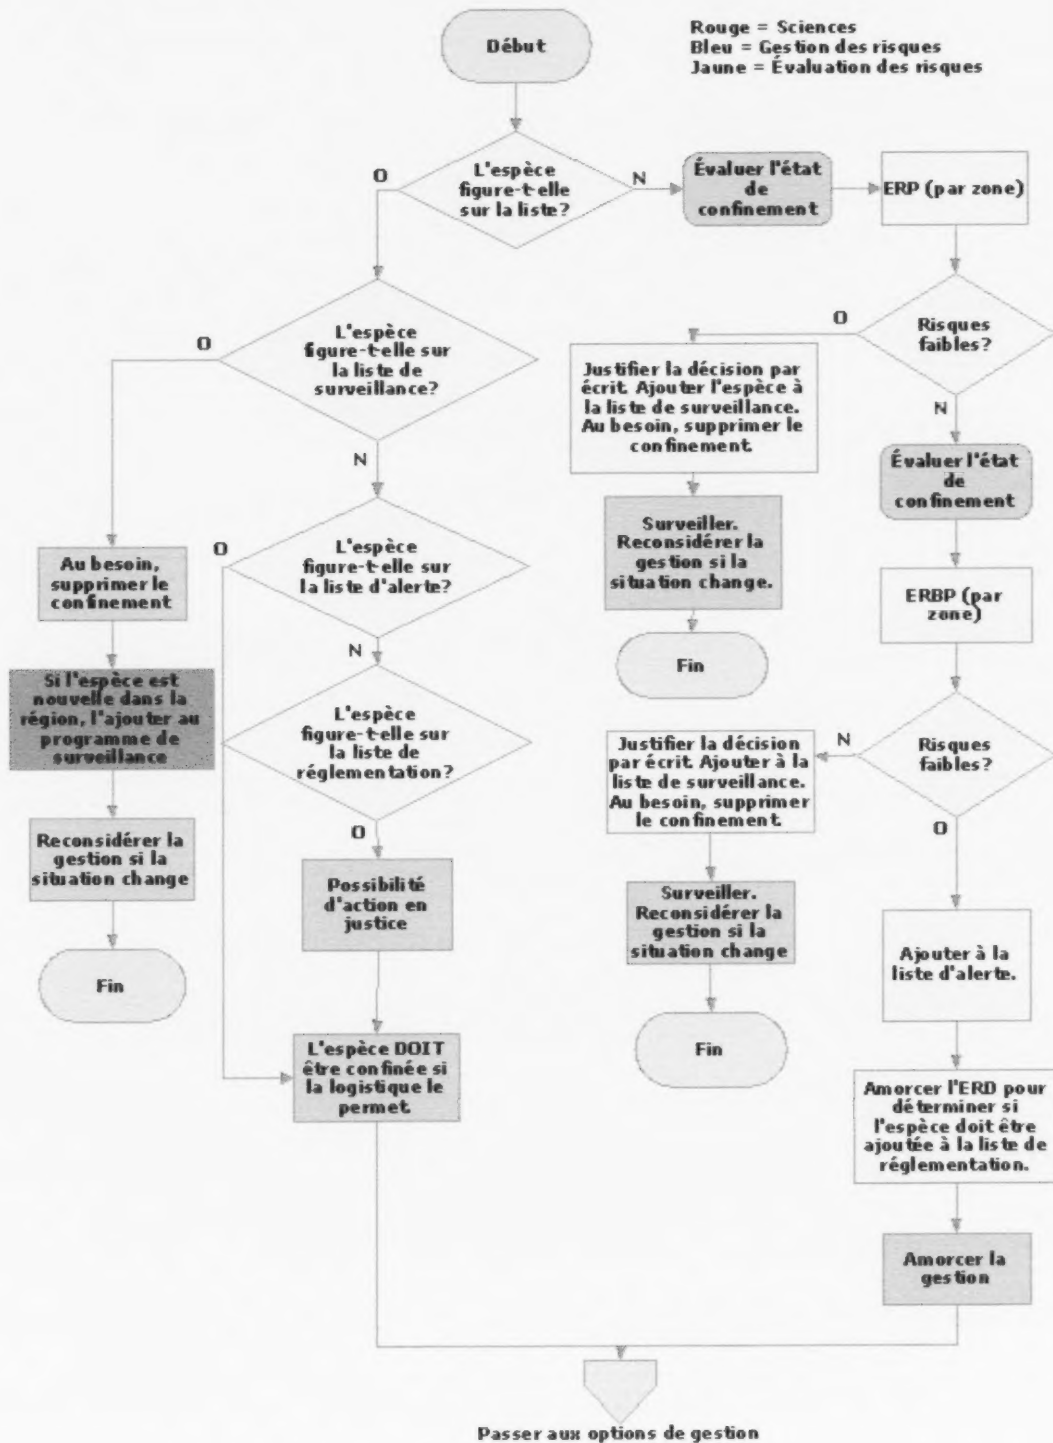 Début
Rouge = Sciences
Bleu = Gestion des risques
Jaune = Évaluation des risques
L'espèce
figure-t-elle
sur la liste?
O
N
Évaluer l'état
de
confinement
ERP (par zone)
L'espèce
figure-t-elle sur
la liste de
surveillance?
O
N
Risques
faibles?
O
N
Justifier la décision par
écrit. Ajouter l'espèce à
la liste de surveillance.
Au besoin, supprimer le
confinement.
Évaluer l'état
de
confinement
Surveiller.
Reconsidérer la
gestion si la
situation change.
Fin
ERBP (par
zone)
Au besoin,
supprimer le
confinement
Si l'espèce est
nouvelle dans la
région, l'ajouter au
programme de
surveillance
Reconsidérer la
gestion si la
situation change
Fin
L'espèce
figure-t-elle sur
la liste d'alerte?
O
N
L'espèce
figure-t-elle sur
la liste de
réglementation?
O
Possibilité
d'action en
justice
L'espèce DOIT
être confinée si
la logistique le
permet.
Risques
faibles?
N
O
Justifier la décision
par écrit. Ajouter à la
liste de surveillance.
Au besoin, supprimer
le confinement.
Surveiller.
Reconsidérer la
gestion si la
situation change
Fin
Ajouter à la
liste d'alerte.
Amorcer l'ERD pour
déterminer si
l'espèce doit être
ajoutée à la liste de
réglementation.
Amorcer la
gestion
Passer aux options de gestion